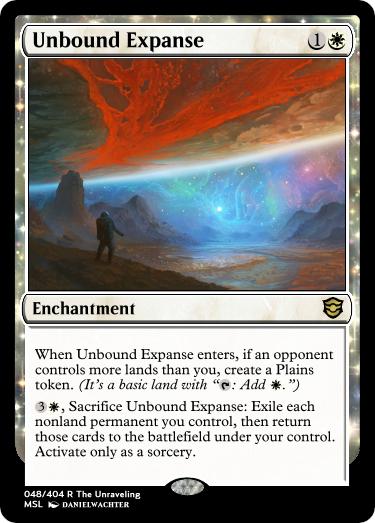 Unbound Expanse 1
Enchantment
When Unbound Expanse enters, if an opponent
controls more lands than you, create a Plains
token. (It's a basic land with “: Add .”)
3, Sacrifice Unbound Expanse: Exile each
nonland permanent you control, then return
those cards to the battlefield under your control.
Activate only as a sorcery.
048/404 R The Unraveling
MSL DANIELWACHTER